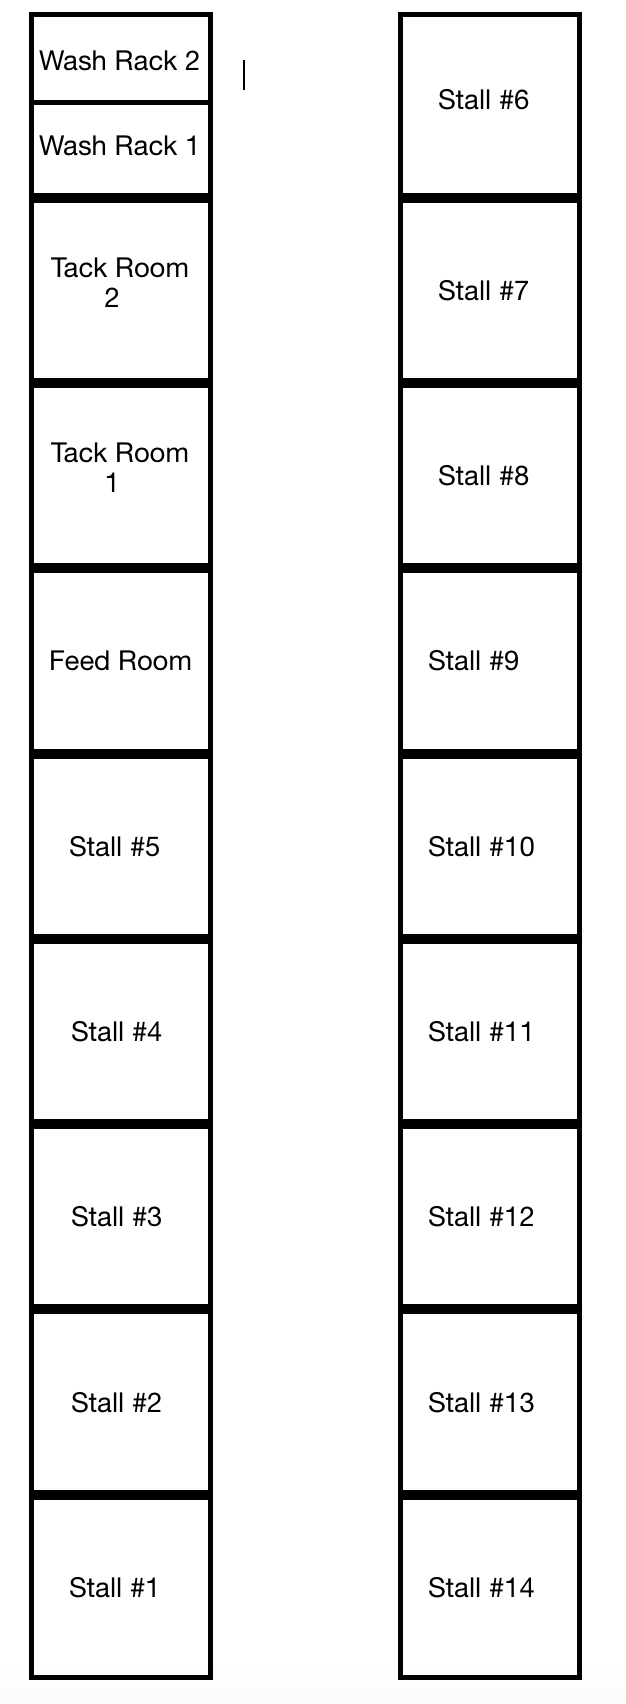 Wash Rack 2
Wash Rack 1
Tack Room
2
Tack Room
1
Feed Room
Stall #5
Stall #4
Stall #3
Stall #2
Stall #1
Stall #6
Stall #7
Stall #8
Stall #9
Stall #10
Stall #11
Stall #12
Stall #13
Stall #14